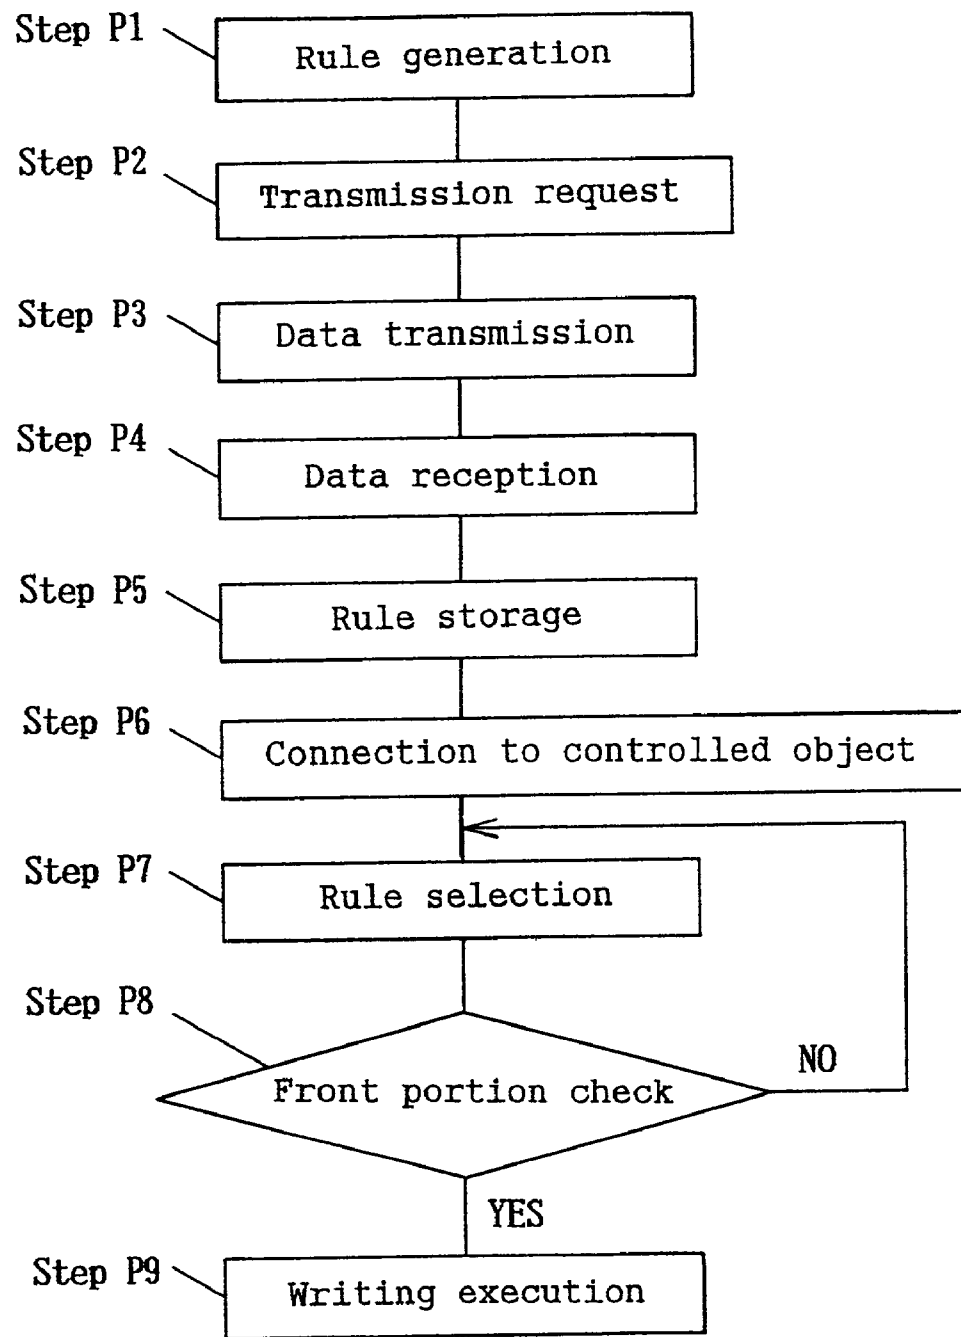 Step P1
Rule generation
Step P2
Transmission request
Step P3
Data transmission
Step P4
Data reception
Step P5
Rule storage
Step P6
Connection to controlled object
Step P7
Rule selection
Step P8
Front portion check
NO
YES
Step P9
Writing execution